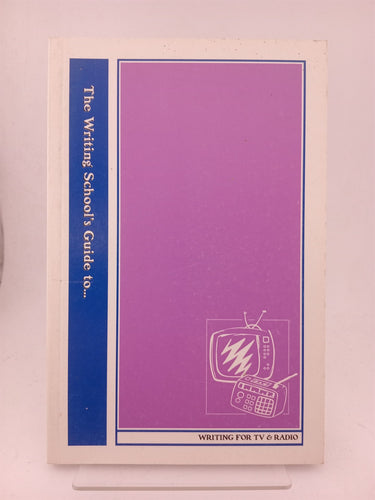 The Writing School's Guide to...
WRITING FOR TV & RADIO